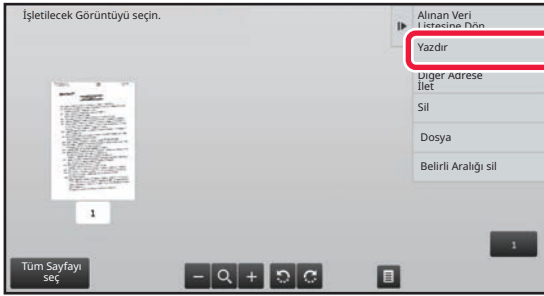 İşletilecek Görüntüyü seçin.
Alınan Veri
Listesine Dön
Yazdır
Diğer Adrese
İlet
Sil
Dosya
Belirli Aralığı sil
1
1
Tüm Sayfayı
seç